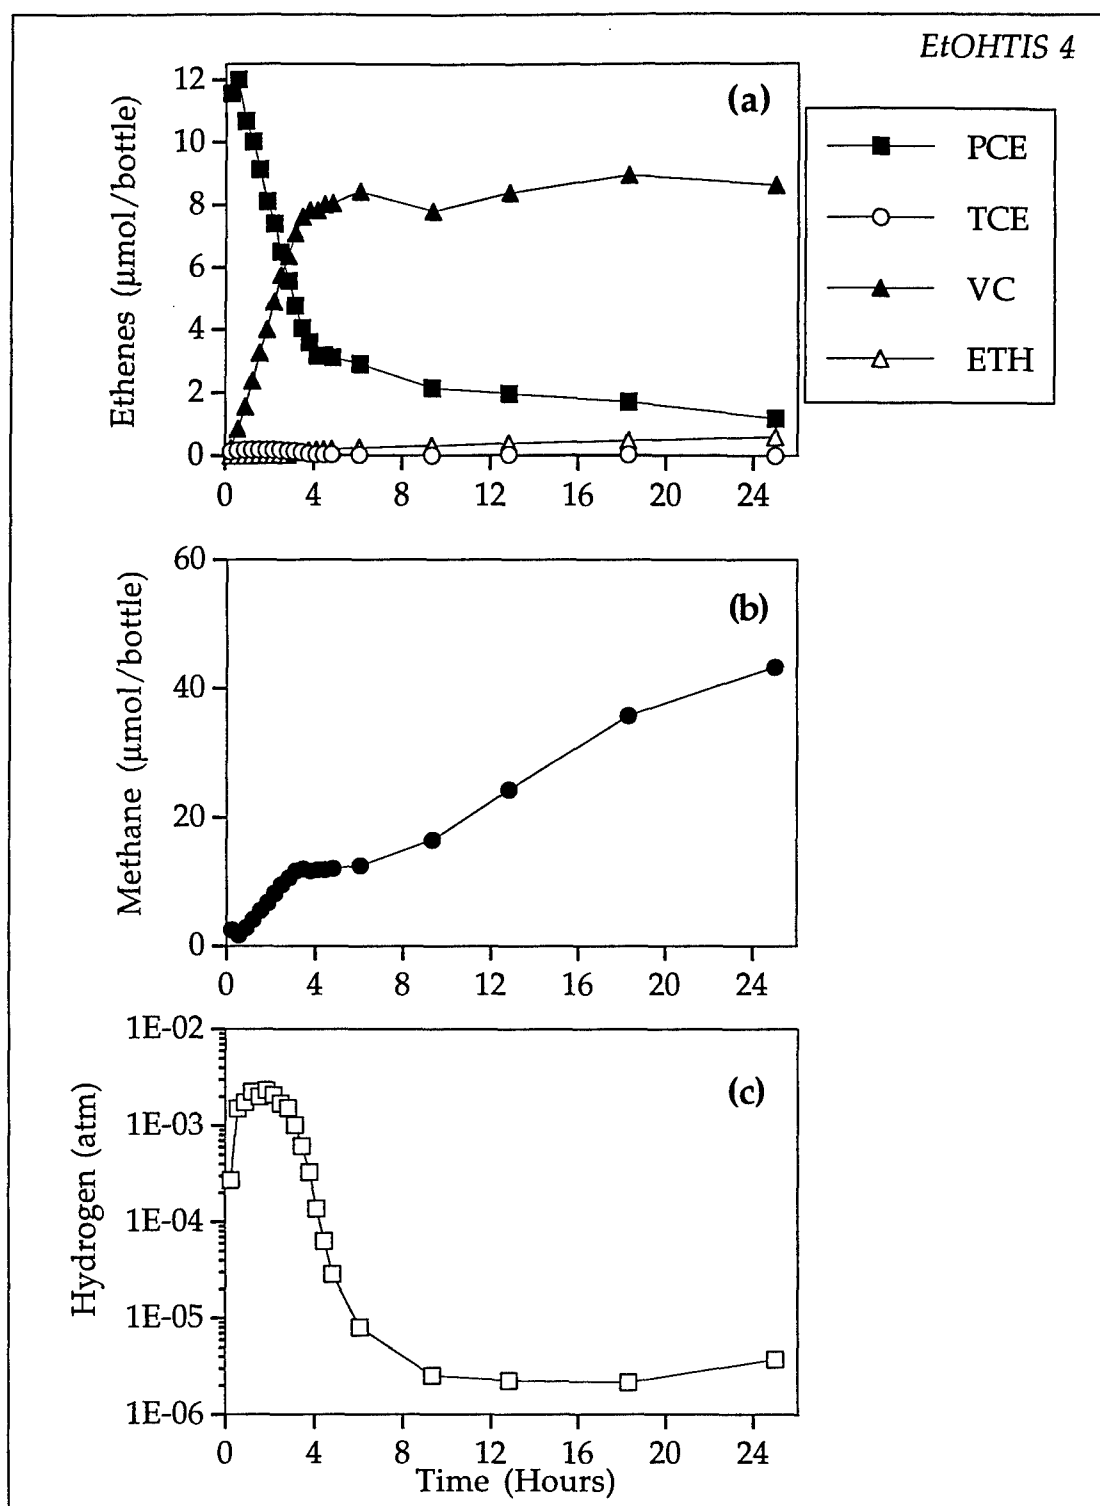 EtOHTIS 4
(a)
Ethenes (μmol/bottle)
12
10
8
6
4
2
0
0 4 8 12 16 20 24
PCE
TCE
VC
ETH
(b)
Methane (μmol/bottle)
60
40
20
0
0 4 8 12 16 20 24
(c)
Hydrogen (atm)
1E-02
1E-03
1E-04
1E-05
1E-06
0 4 8 12 16 20 24
Time (Hours)